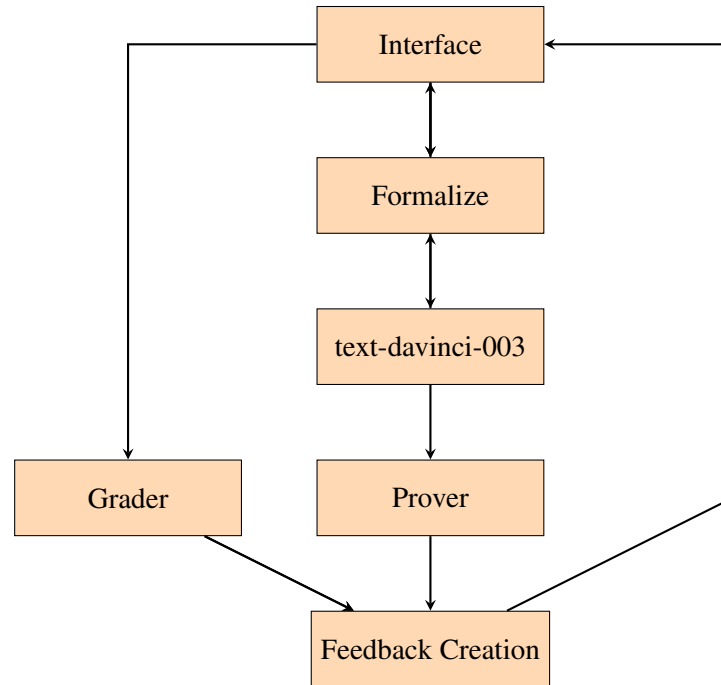 Interface
Formalize
text-davinci-003
Grader
Prover
Feedback Creation